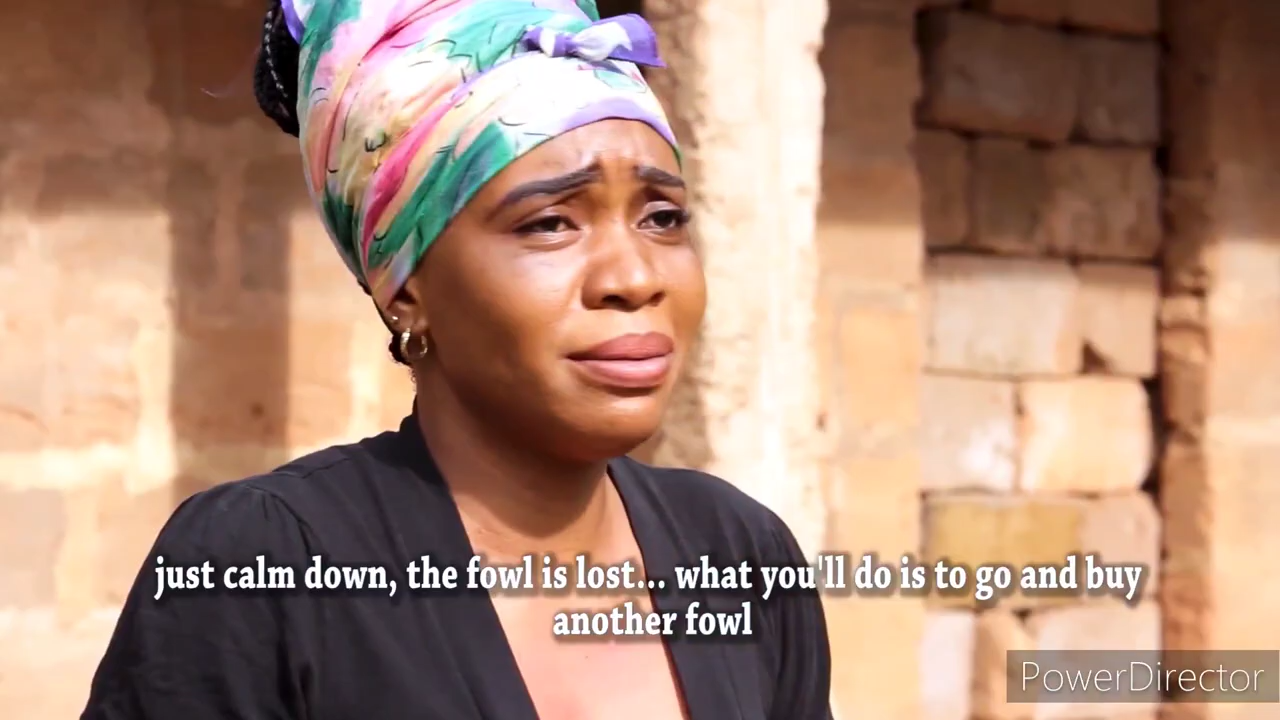 just calm down, the fowl is lost... what you'll do is to go and buy
another fowl
PowerDirector